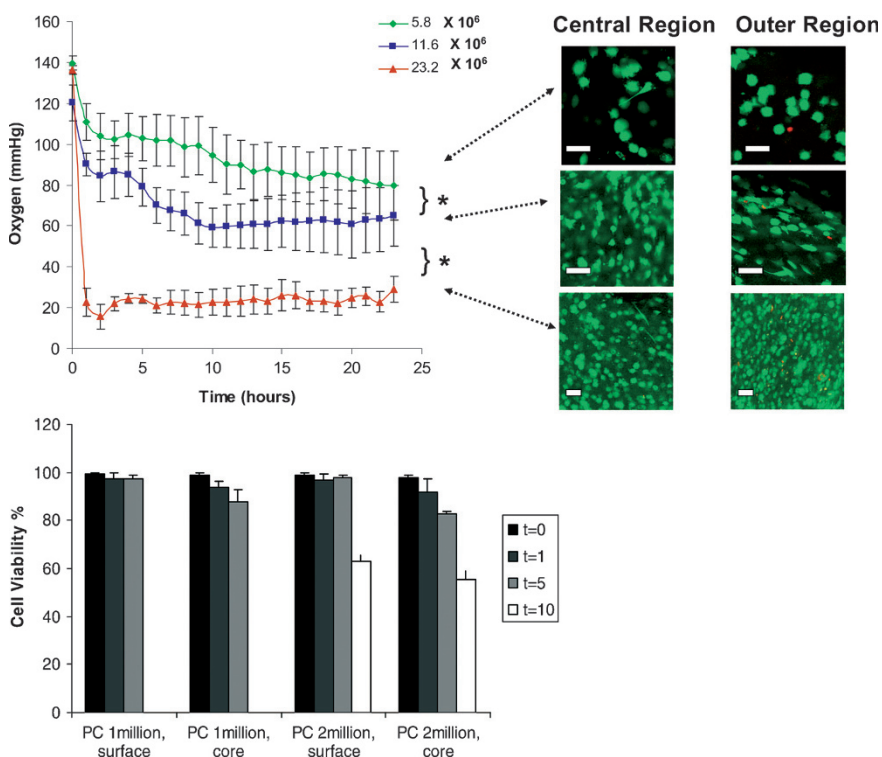 5.8 X 10⁶
11.6 X 10⁶
23.2 X 10⁶
Central Region
Outer Region
160
140
120
100
80
60
40
20
0
Oxygen (mmHg)
*
*
0
5
10
15
20
25
Time (hours)
120
100
80
60
40
20
0
Cell Viability %
t=0
t=1
t=5
t=10
PC 1million,
surface
PC 1million,
core
PC 2million,
surface
PC 2million,
core